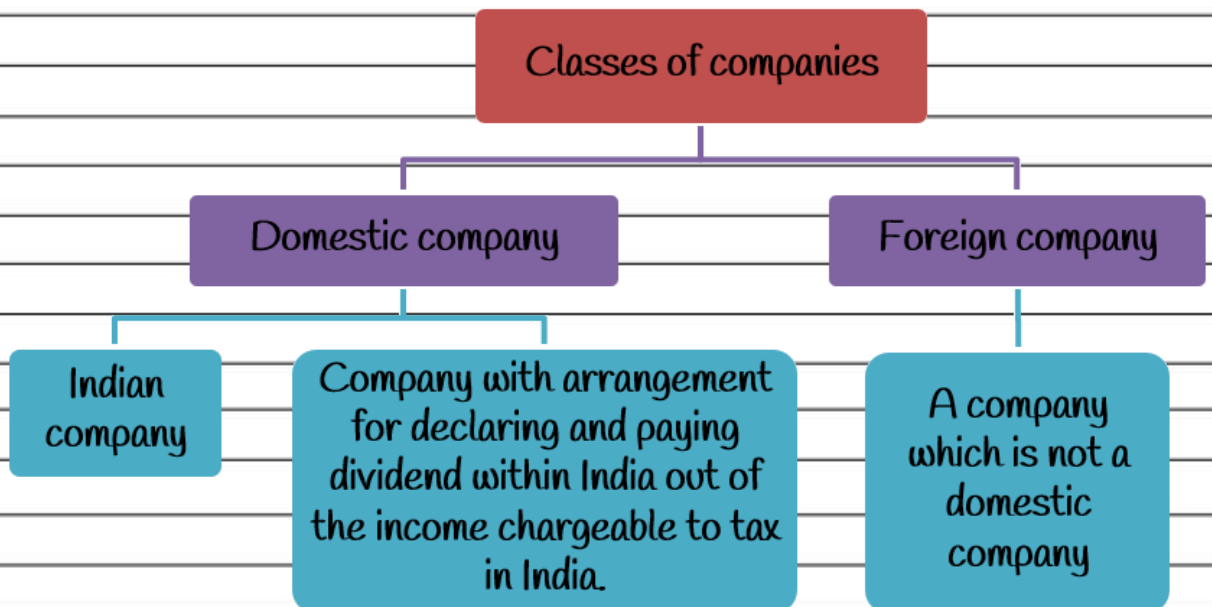 Classes of companies
Domestic company
Foreign company
Indian
company
Company with arrangement
for declaring and paying
dividend within India out of
the income chargeable to tax
in India.
A company
which is not a
domestic
company